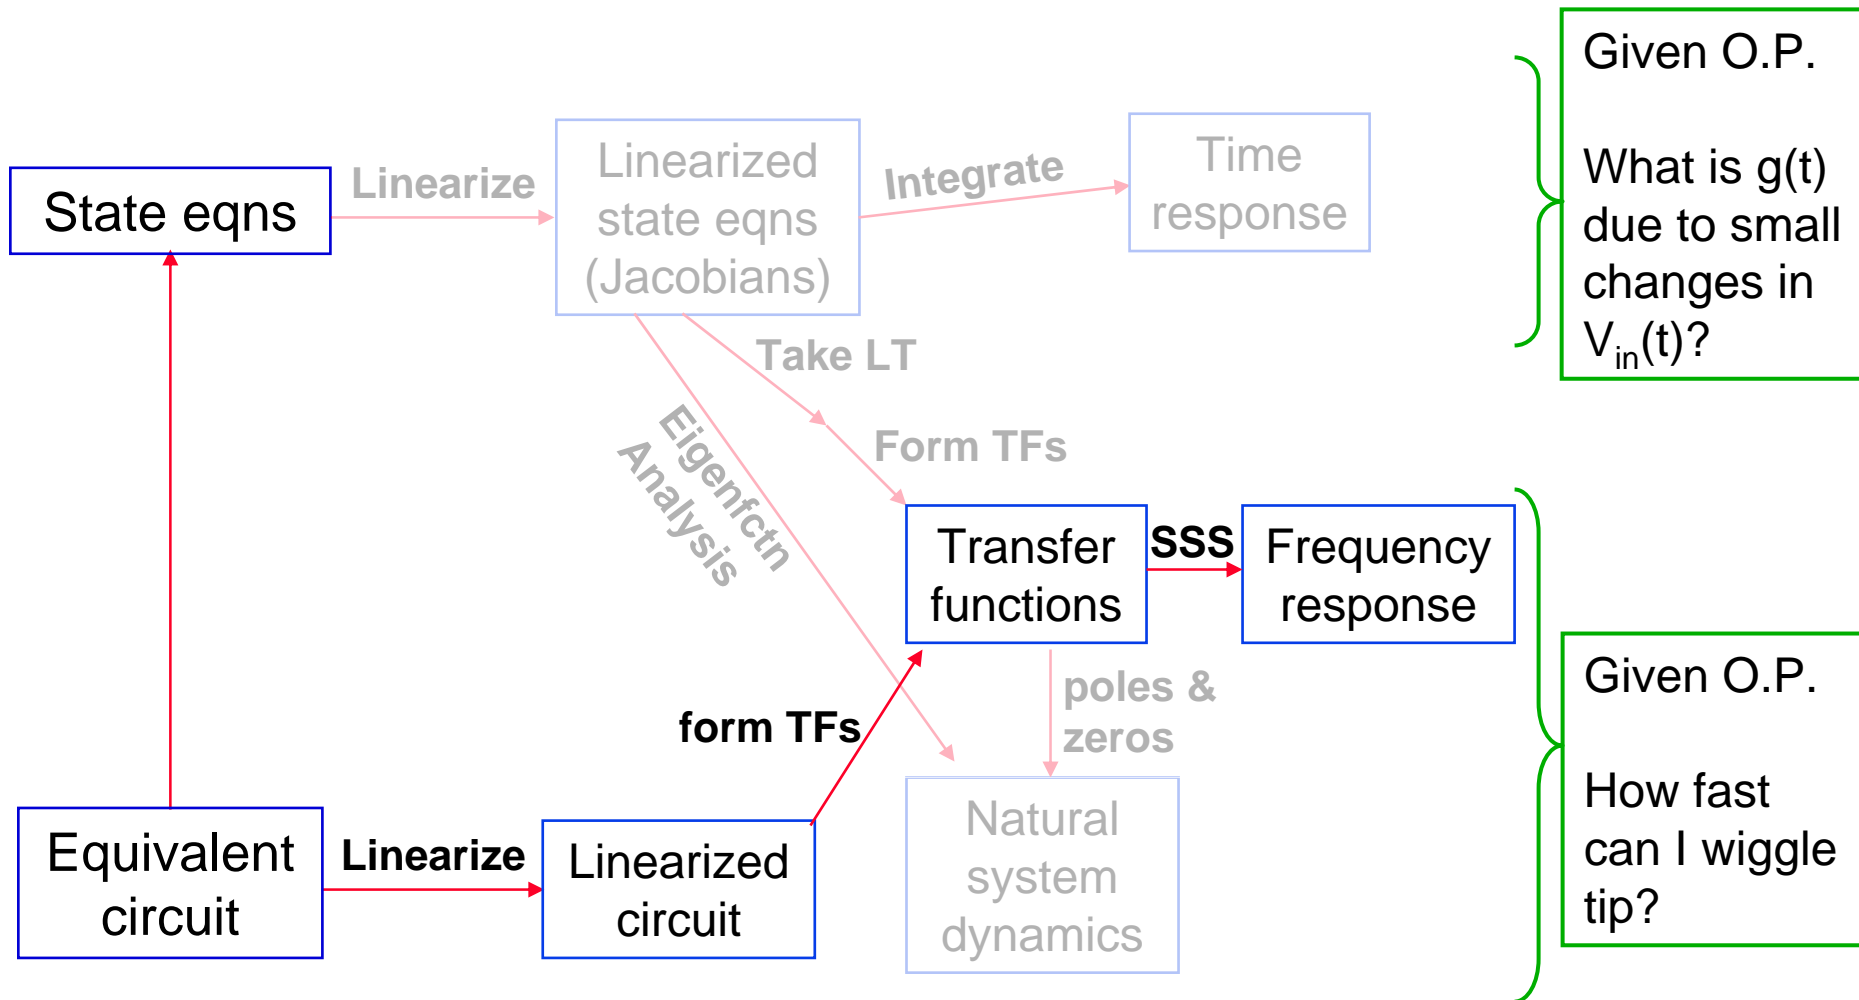 State eqns
Linearize
Linearized
state eqns
(Jacobians)
Integrate
Time
response
Given O.P.
What is g(t)
due to small
changes in
Vin(t)?
Take LT
Eigenfctn
Analysis
Form TFs
Transfer
functions
SSS
Frequency
response
form TFs
poles &
zeros
Equivalent
circuit
Linearize
Linearized
circuit
Natural
system
dynamics
Given O.P.
How fast
can I wiggle
tip?